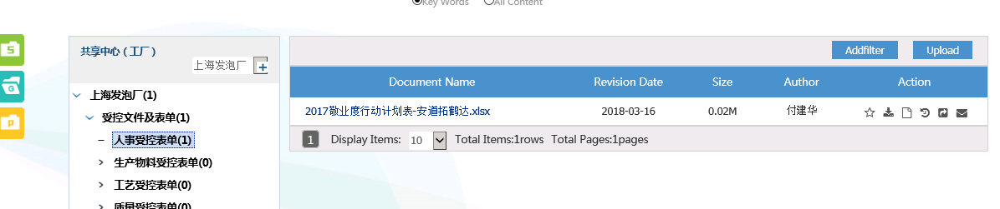 Key Words All Content
S
G
P
共享中心（工厂）
上海发泡厂
上海发泡厂(1)
受控文件及表单(1)
人事受控表单(1)
生产物料受控表单(0)
工艺受控表单(0)
质量受控表单(0)
Addfilter Upload
Document Name Revision Date Size Author Action
2017敬业度行动计划表-安道拓鹤达.xlsx 2018-03-16 0.02M 付建华
1 Display Items: 10 Total Items:1rows Total Pages:1pages